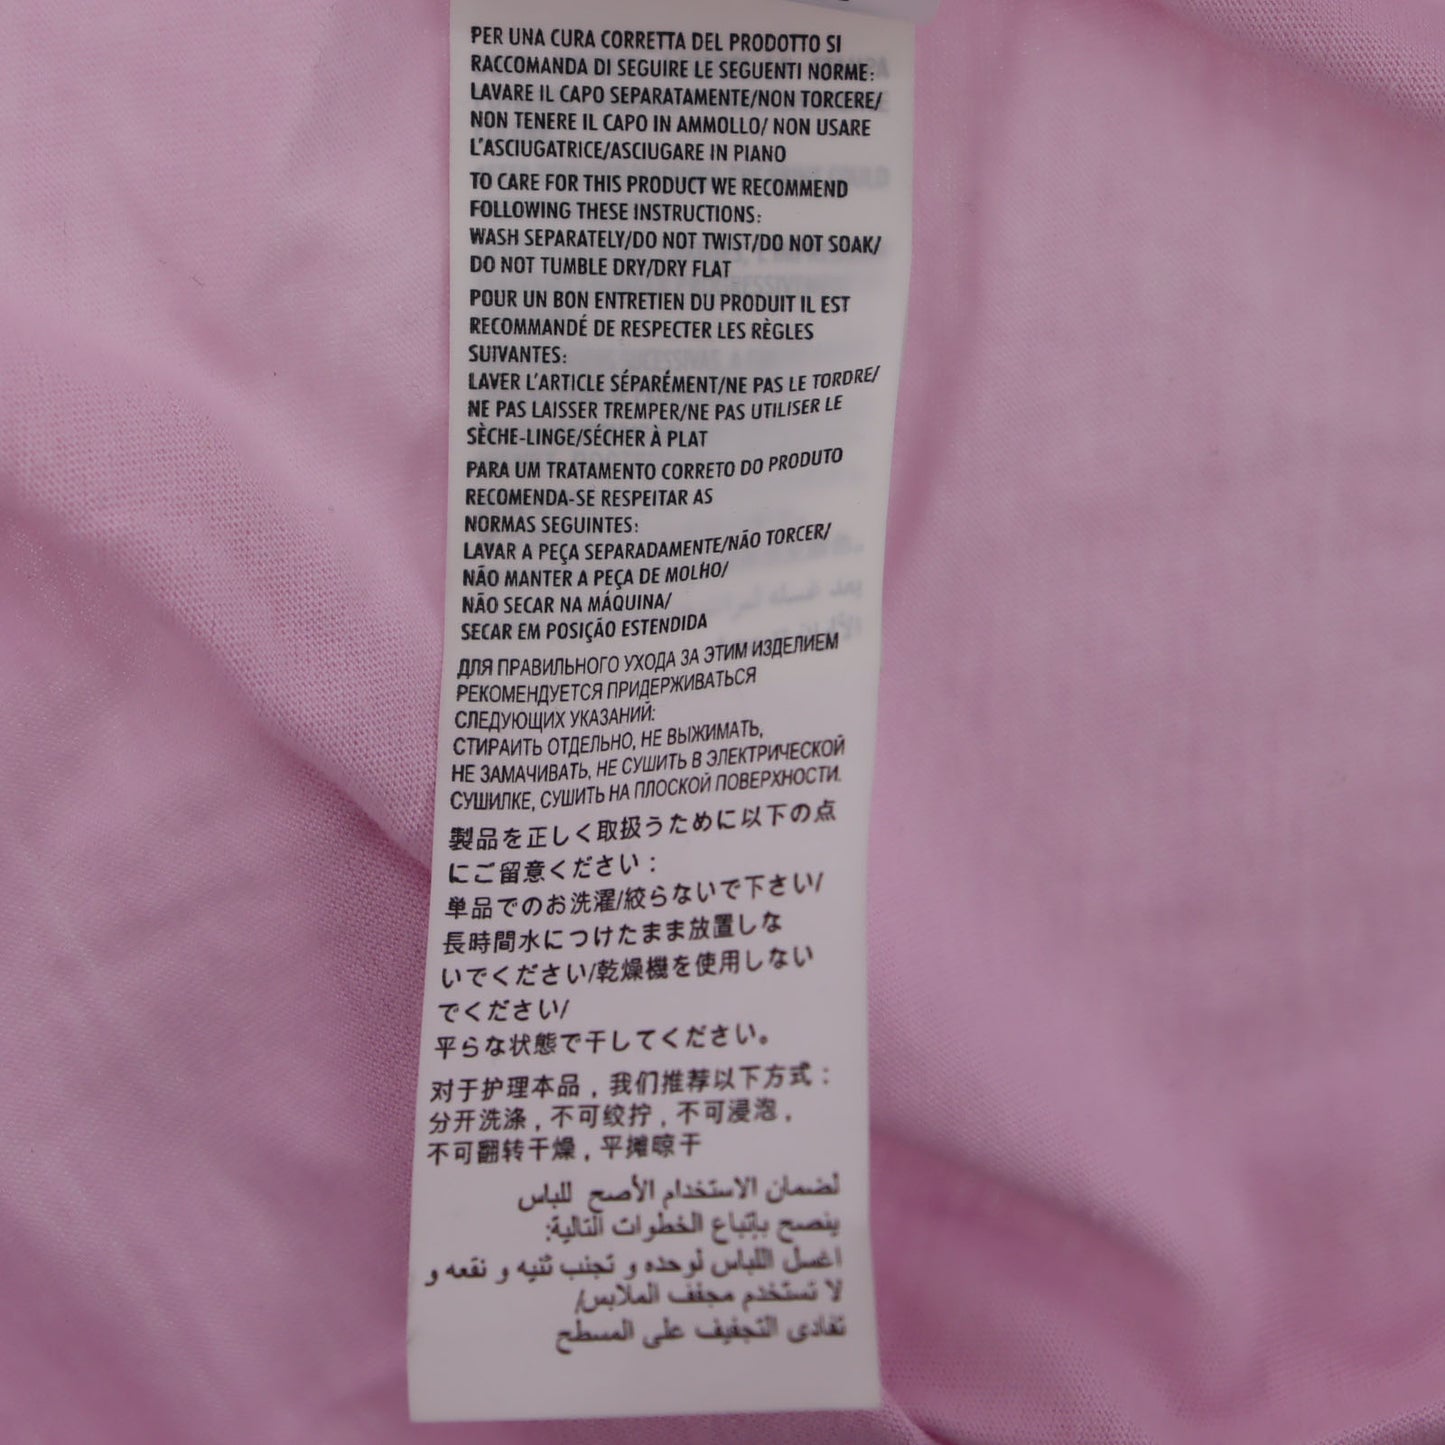 PER UNA CURA CORRETTA DEL PRODOTTO SI
RACCOMANDA DI SEGUIRE LE SEGUENTI NORME:
LAVARE IL CAPO SEPARATAMENTE/NON TORCERE/
NON TENERE IL CAPO IN AMMOLLO/ NON USARE
L'ASCIUGATRICE/ASCIUGARE IN PIANO
TO CARE FOR THIS PRODUCT WE RECOMMEND
FOLLOWING THESE INSTRUCTIONS:
WASH SEPARATELY/DO NOT TWIST/DO NOT SOAK/
DO NOT TUMBLE DRY/DRY FLAT
POUR UN BON ENTRETIEN DU PRODUIT IL EST
RECOMMANDÉ DE RESPECTER LES RÈGLES
SUIVANTES:
LAVER L'ARTICLE SÉPARÉMENT/NE PAS LE TORDRE/
NE PAS LAISSER TREMPER/NE PAS UTILISER LE
SÈCHE-LINGE/SÉCHER À PLAT
PARA UM TRATAMENTO CORRETO DO PRODUTO
RECOMENDA-SE RESPEITAR AS
NORMAS SEGUINTES:
LAVAR A PEÇA SEPARADAMENTE/NÃO TORCER/
NÃO MANTER A PEÇA DE MOLHO/
NÃO SECAR NA MÁQUINA/
SECAR EM POSIÇÃO ESTENDIDA
ДЛЯ ПРАВИЛЬНОГО УХОДА ЗА ЭТИМ ИЗДЕЛИЕМ
РЕКОМЕНДУЕТСЯ ПРИДЕРЖИВАТЬСЯ
СЛЕДУЮЩИХ УКАЗАНИЙ:
СТИРАИТЬ ОТДЕЛЬНО, НЕ ВЫЖИМАТЬ,
НЕ ЗАМАЧИВАТЬ, НЕ СУШИТЬ В ЭЛЕКТРИЧЕСКОЙ
СУШИЛКЕ, СУШИТЬ НА ПЛОСКОЙ ПОВЕРХНОСТИ.
製品を正しく取扱うために以下の点
にご留意ください：
単品でのお洗濯/絞らないで下さい/
長時間水につけたまま放置しな
いでください/乾燥機を使用しない
でください/
平らな状態で干してください。
对于护理本品，我们推荐以下方式：
分开洗涤，不可绞拧，不可浸泡，
不可翻转干燥，平摊晾干
لضمان الاستخدام الأصح للباس
ينصح بإتباع الخطوات التالية:
اغسل اللباس لوحده و تجنب ثنيه و نقعه و
لا تستخدم مجفف الملابس/
تفادى التجفيف على المسطح